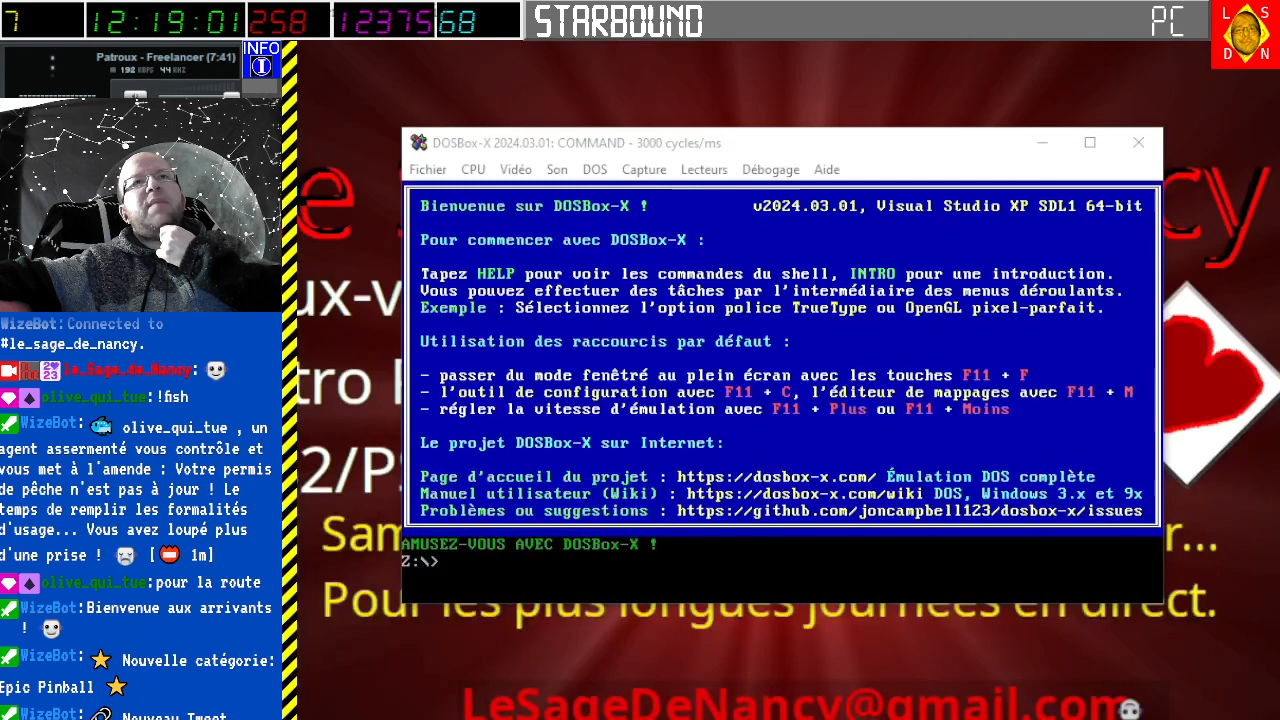 7 12:19:01 258 12375 68 STARBOUND PC
L S
D N
Patroux - Freelancer (7:41)
192 KBPS 44 KHZ
INFO
DOSBox-X 2024.03.01: COMMAND - 3000 cycles/ms
Fichier CPU Vidéo Son DOS Capture Lecteurs Débogage Aide
Bienvenue sur DOSBox-X ! v2024.03.01, Visual Studio XP SDL1 64-bit
Pour commencer avec DOSBox-X :
Tapez HELP pour voir les commandes du shell, INTRO pour une introduction.
Vous pouvez effectuer des tâches par l'intermédiaire des menus déroulants.
Exemple : Sélectionnez l'option police TrueType ou OpenGL pixel-parfait.
Utilisation des raccourcis par défaut :
- passer du mode fenêtré au plein écran avec les touches F11 + F
- l'outil de configuration avec F11 + C, l'éditeur de mappages avec F11 + M
- régler la vitesse d'émulation avec F11 + Plus ou F11 + Moins
Le projet DOSBox-X sur Internet:
Page d'accueil du projet : https://dosbox-x.com/ Émulation DOS complète
Manuel utilisateur (Wiki) : https://dosbox-x.com/wiki DOS, Windows 3.x et 9x
Problèmes ou suggestions : https://github.com/joncampbell123/dosbox-x/issues
AMUSEZ-VOUS AVEC DOSBox-X !
Z:\>
WizeBot: Connected to
#le_sage_de_nancy.
le_Sage_de_Nancy:
olive_qui_tue: !fish
WizeBot: olive_qui_tue , un
agent assermenté vous contrôle et
vous met à l'amende : Votre permis
de pêche n'est pas à jour ! Le
temps de remplir les formalités
d'usage... Vous avez loupé plus
d'une prise ! [ 1m]
olive_qui_tue: pour la route
WizeBot: Bienvenue aux arrivants
!
WizeBot: Nouvelle catégorie:
Epic Pinball
WizeBot: Nouveau Tweet
Pour les plus longues journées en direct.
LeSageDeNancy@gmail.com